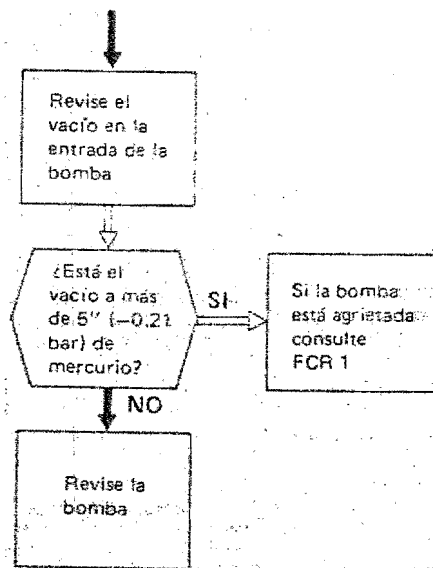 Revise el
vacío en la
entrada de la
bomba
¿Está el
vacío a más
de 5" (−0.21
bar) de
mercurio?
SI
Si la bomba
está agrietada
consulte
FCR 1
NO
Revise la
bomba